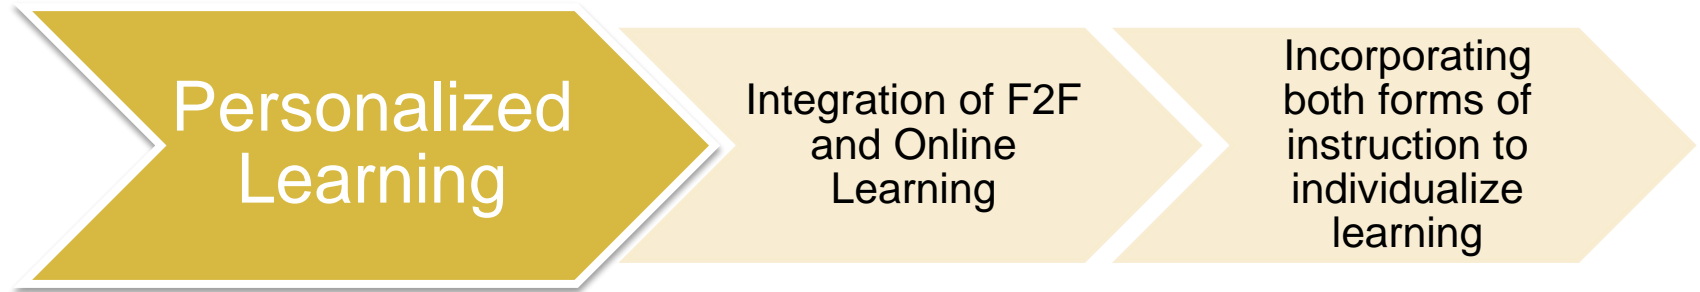 Personalized
Learning
Integration of F2F
and Online
Learning
Incorporating
both forms of
instruction to
individualize
learning